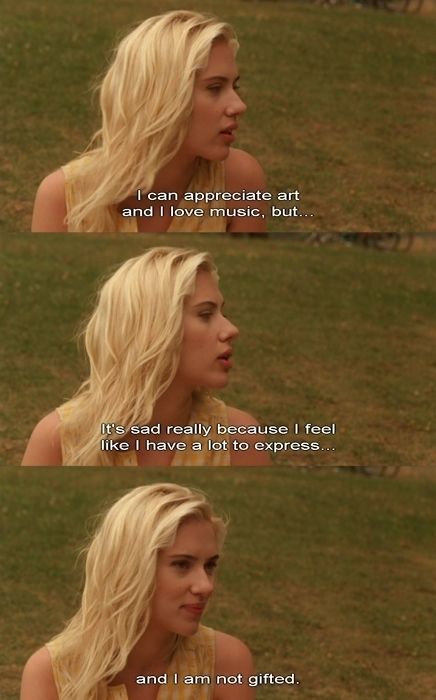 I can appreciate art
and I love music, but...
It's sad really because I feel
like I have a lot to express...
and I am not gifted.